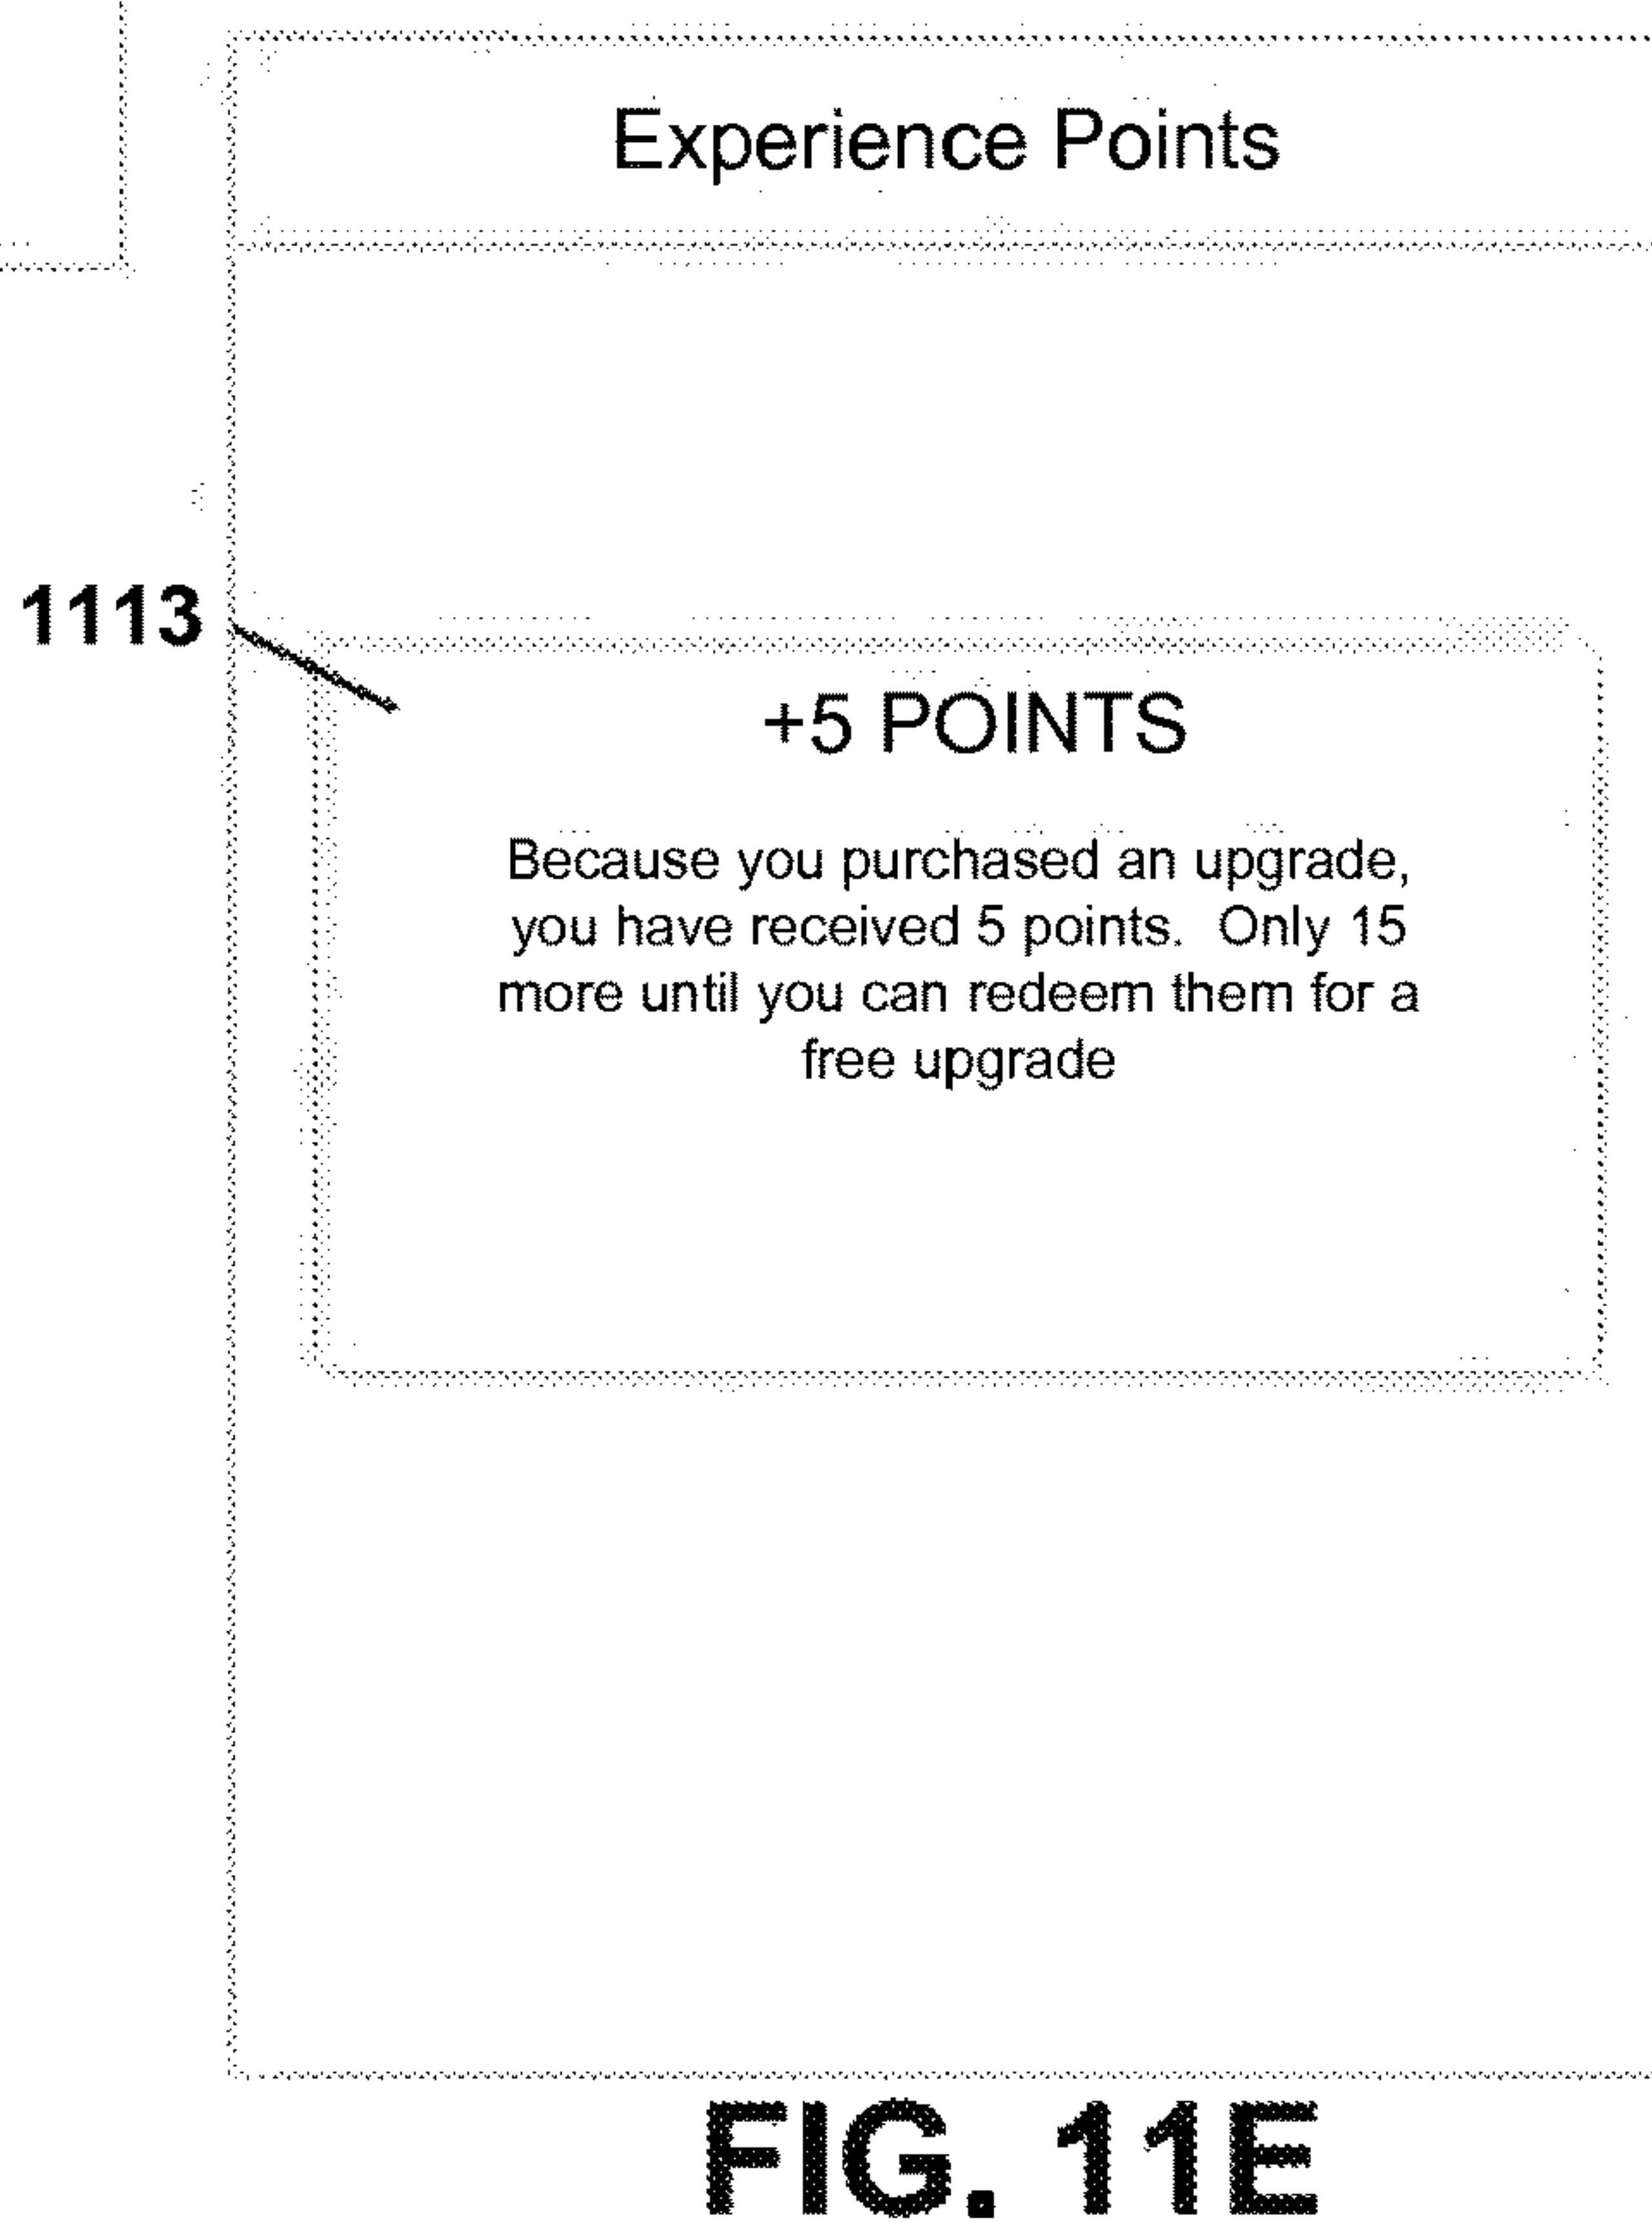 Experience Points
1113
+5 POINTS
Because you purchased an upgrade,
you have received 5 points.  Only 15
more until you can redeem them for a
free upgrade
FIG. 11E